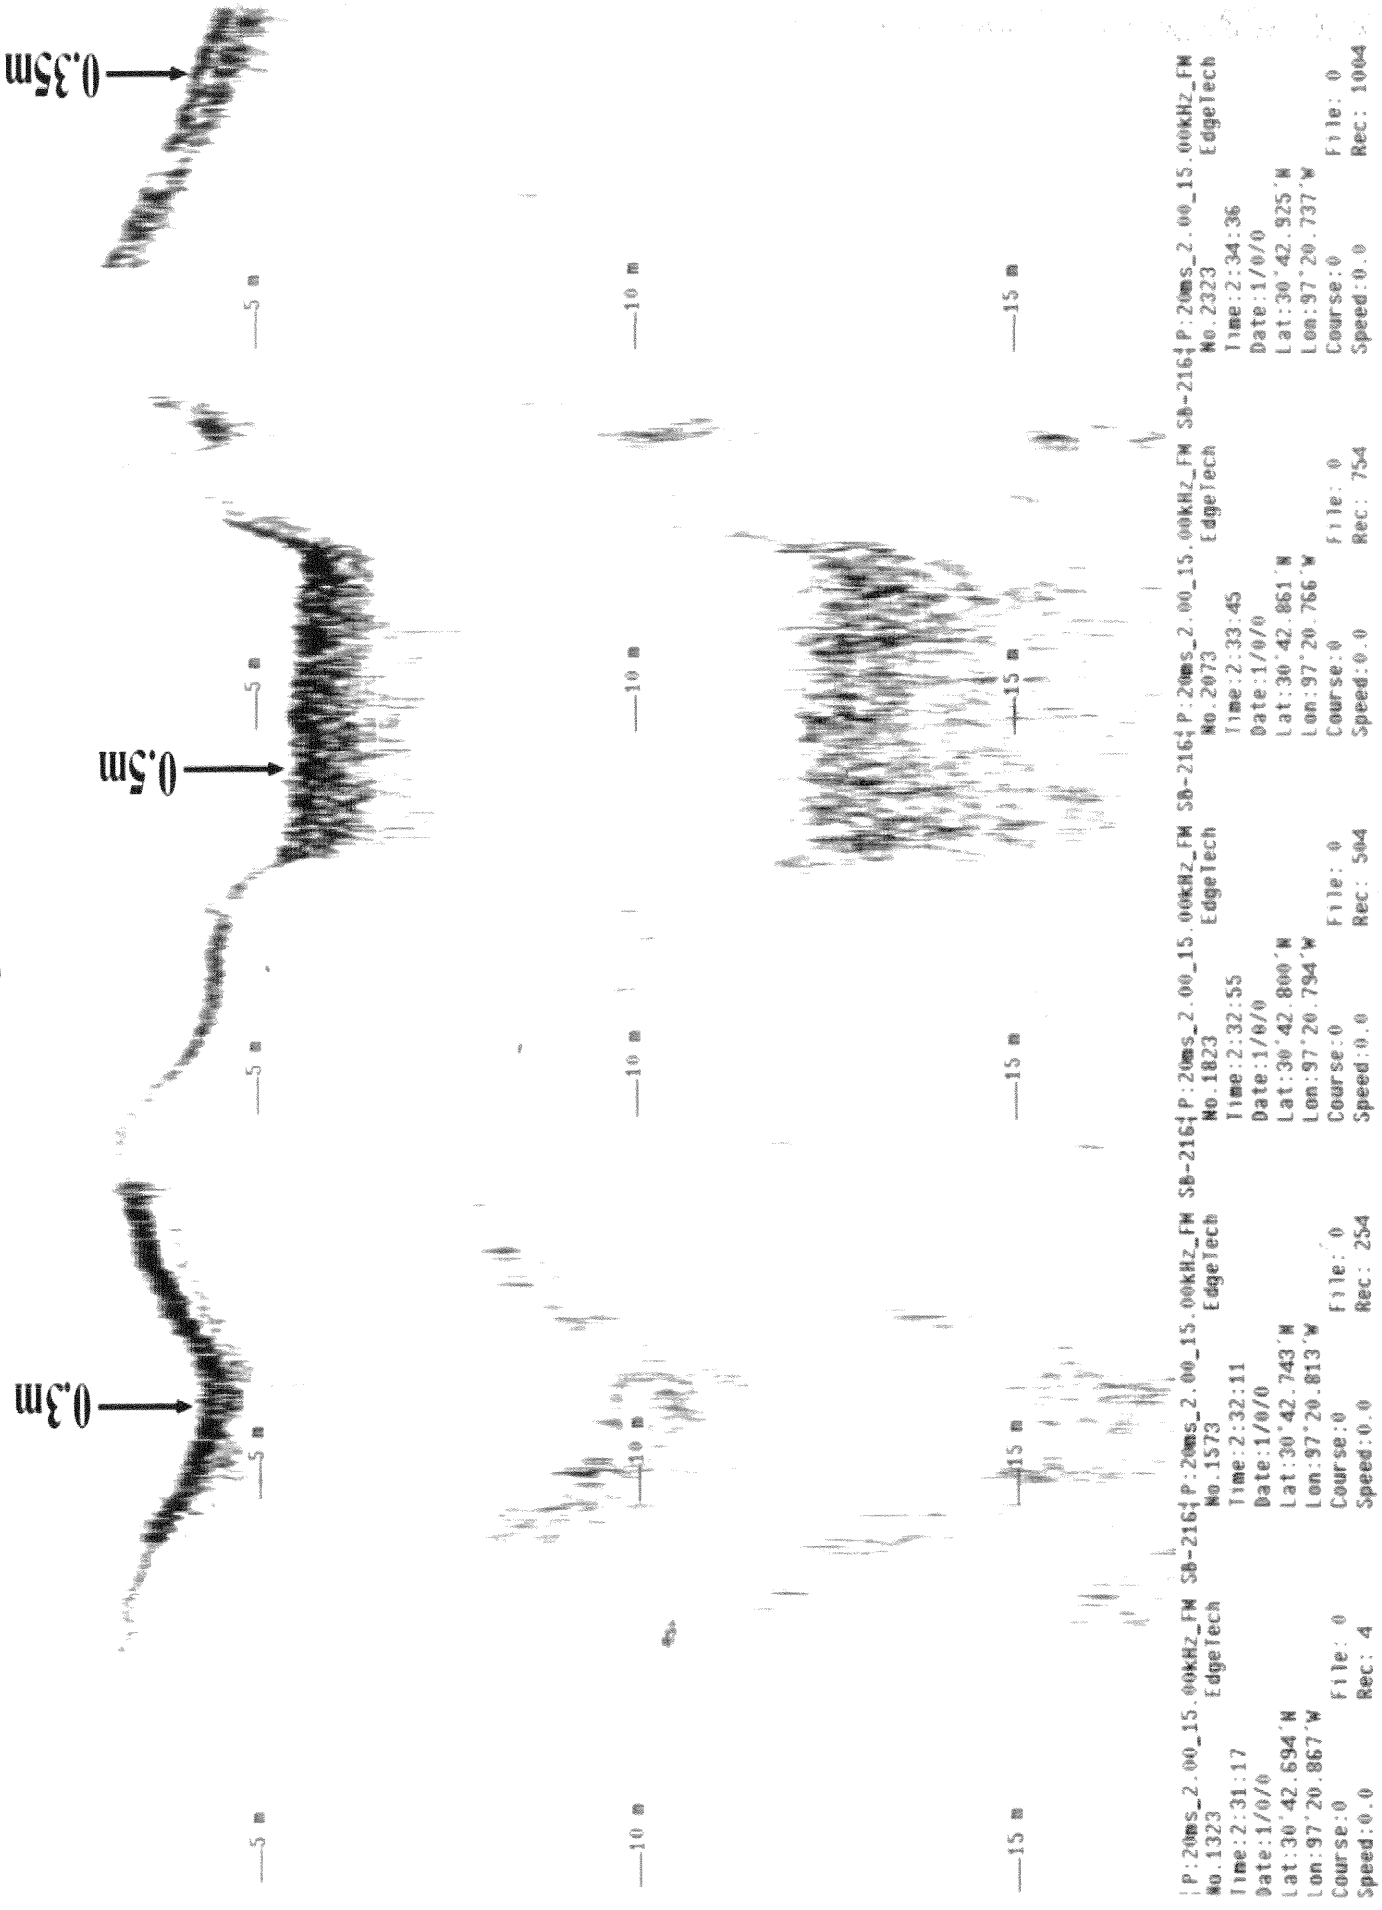 0.3m
0.5m
0.35m
—5 m
—5 m
—5 m
—5 m
—5 m
—10 m
—10 m
—10 m
—10 m
—10 m
—15 m
—15 m
—15 m
—15 m
—15 m
P:20ms_2.00_15.00kHz_FM SB-216
No.1323 EdgeTech
Time:2:31:17
Date:1/0/0
Lat:30°42.694'N
Lon:97°20.867'W
Course:0 File: 0
Speed:0.0 Rec: 4
P:20ms_2.00_15.00kHz_FM SB-216
No.1573 EdgeTech
Time:2:32:11
Date:1/0/0
Lat:30°42.743'N
Lon:97°20.813'W
Course:0 File: 0
Speed:0.0 Rec: 254
P:20ms_2.00_15.00kHz_FM SB-216
No.1823 EdgeTech
Time:2:32:55
Date:1/0/0
Lat:30°42.800'N
Lon:97°20.794'W
Course:0 File: 0
Speed:0.0 Rec: 504
P:20ms_2.00_15.00kHz_FM SB-216
No.2073 EdgeTech
Time:2:33:45
Date:1/0/0
Lat:30°42.861'N
Lon:97°20.766'W
Course:0 File: 0
Speed:0.0 Rec: 754
P:20ms_2.00_15.00kHz_FM
No.2323 EdgeTech
Time:2:34:36
Date:1/0/0
Lat:30°42.925'N
Lon:97°20.737'W
Course:0 File: 0
Speed:0.0 Rec: 1004